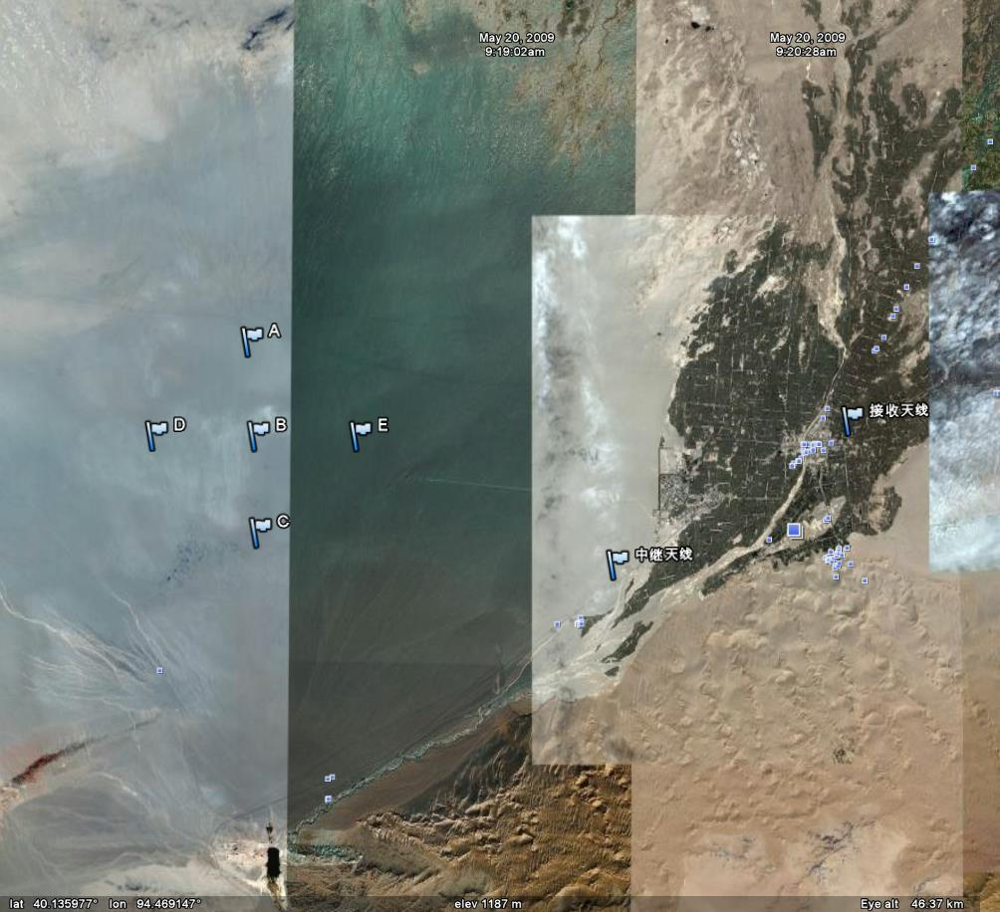 May 20, 2009
9:19:02am
May 20, 2009
9:20:28am
A
接收天线
D
B
E
C
中继天线
lat 40.135977° lon 94.469147°
elev 1187 m
Eye alt 46.37 km